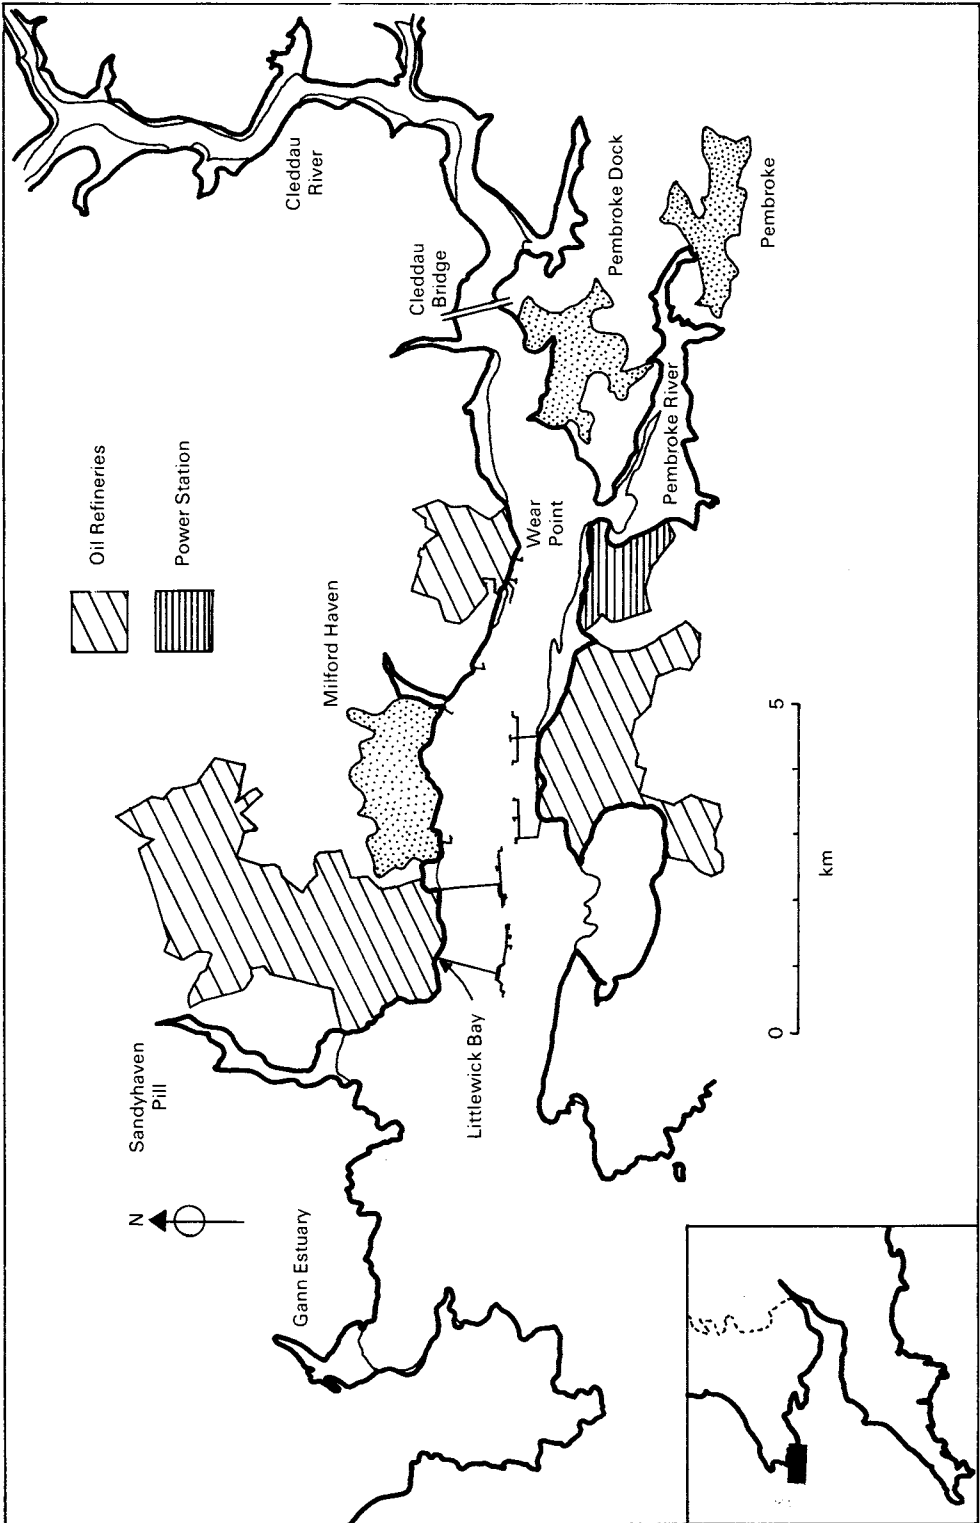 N
Gann Estuary
Sandyhaven
Pill
Littlewick Bay
Milford Haven
Oil Refineries
Power Station
Wear
Point
Cleddau
Bridge
Cleddau
River
Pembroke Dock
Pembroke River
Pembroke
0
5
km